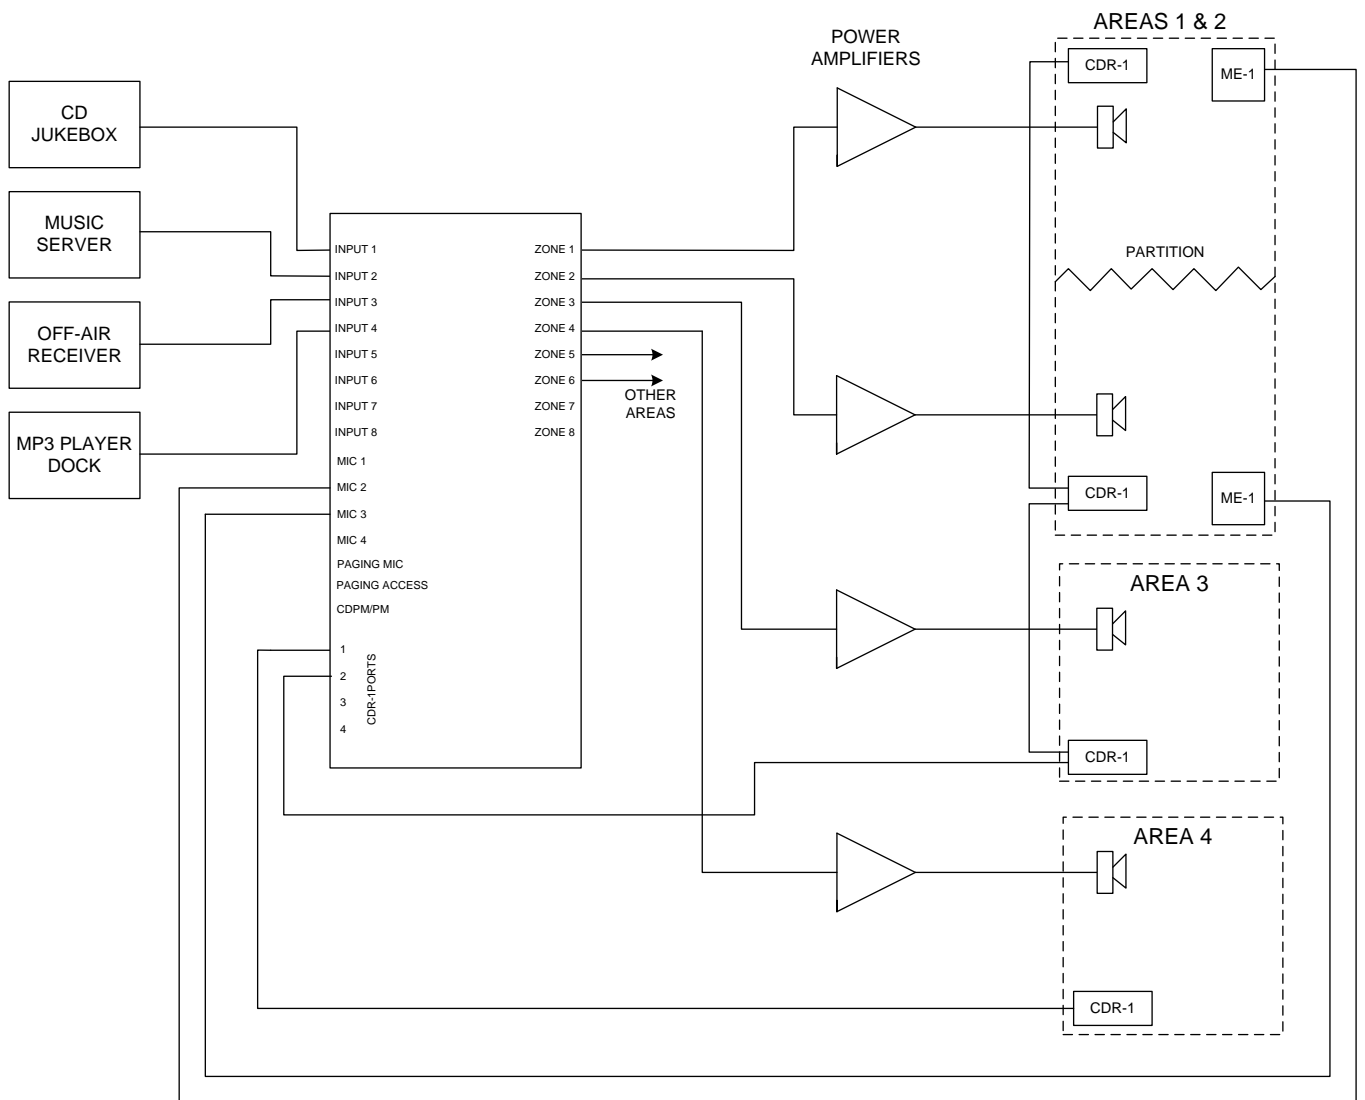 AREAS 1 & 2
POWER
AMPLIFIERS
CDR-1
ME-1
CD
JUKEBOX
MUSIC
SERVER
OFF-AIR
RECEIVER
MP3 PLAYER
DOCK
INPUT 1
INPUT 2
INPUT 3
INPUT 4
INPUT 5
INPUT 6
INPUT 7
INPUT 8
MIC 1
MIC 2
MIC 3
MIC 4
PAGING MIC
PAGING ACCESS
CDPM/PM
1
2
3
4
CDR-1PORTS
ZONE 1
ZONE 2
ZONE 3
ZONE 4
ZONE 5
ZONE 6
ZONE 7
ZONE 8
OTHER
AREAS
PARTITION
CDR-1
ME-1
AREA 3
CDR-1
AREA 4
CDR-1